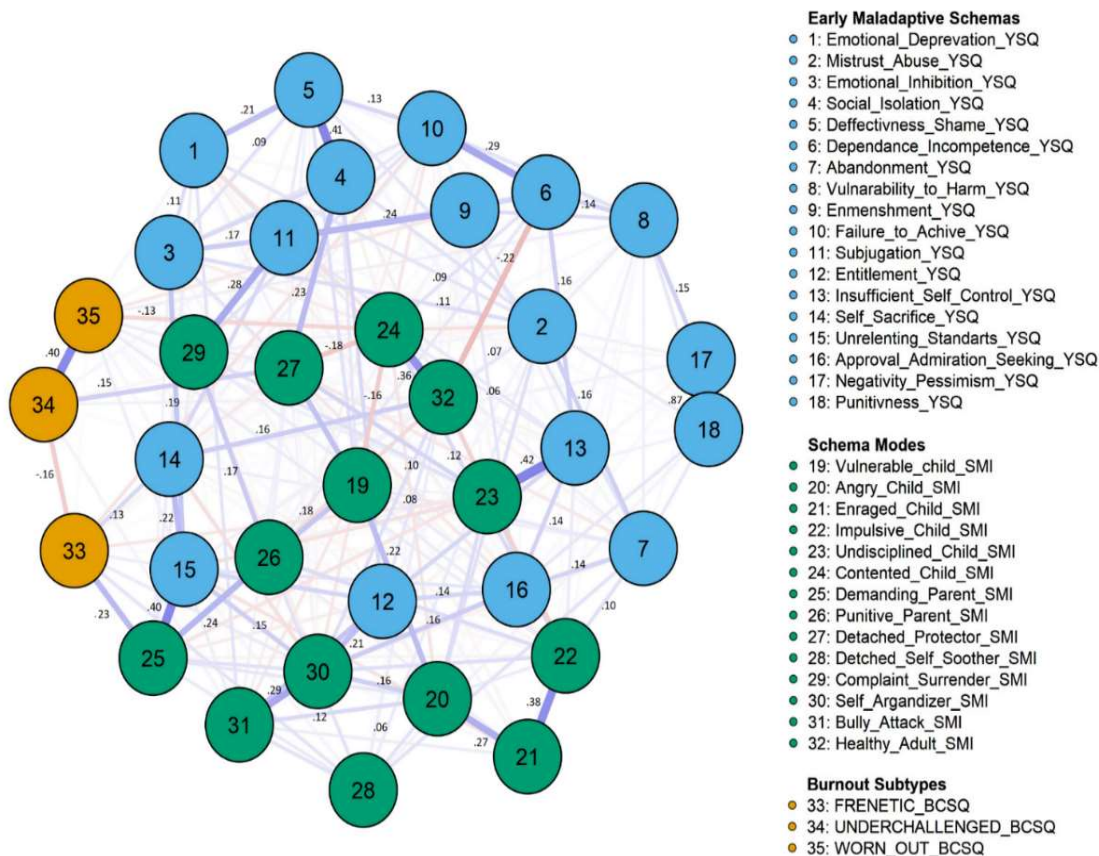 Early Maladaptive Schemas
1: Emotional_Deprevation_YSQ
2: Mistrust_Abuse_YSQ
3: Emotional_Inhibition_YSQ
4: Social_Isolation_YSQ
5: Deffectivness_Shame_YSQ
6: Dependance_Incompetence_YSQ
7: Abandonment_YSQ
8: Vulnarability_to_Harm_YSQ
9: Enmenshment_YSQ
10: Failure_to_Achive_YSQ
11: Subjugation_YSQ
12: Entitlement_YSQ
13: Insufficient_Self_Control_YSQ
14: Self_Sacrifice_YSQ
15: Unrelenting_Standarts_YSQ
16: Approval_Admiration_Seeking_YSQ
17: Negativity_Pessimism_YSQ
18: Punitivness_YSQ
Schema Modes
19: Vulnerable_child_SMI
20: Angry_Child_SMI
21: Enraged_Child_SMI
22: Impulsive_Child_SMI
23: Undisciplined_Child_SMI
24: Contented_Child_SMI
25: Demanding_Parent_SMI
26: Punitive_Parent_SMI
27: Detached_Protector_SMI
28: Detched_Self_Soother_SMI
29: Complaint_Surrender_SMI
30: Self_Argandizer_SMI
31: Bully_Attack_SMI
32: Healthy_Adult_SMI
Burnout Subtypes
33: FRENETIC_BCSQ
34: UNDERCHALLENGED_BCSQ
35: WORN_OUT_BCSQ
5
.21
.13
10
1
.09
.41
.29
4
6
9
.14
8
.11
.17
11
.24
3
-.22
.28
.23
.09
.16
.15
.11
35
-.13
24
2
29
-.18
27
.07
17
.40
.36
.15
32
.06
.16
34
-.16
.87
18
.19
.16
13
14
.12
.42
-.16
.17
.10
19
23
.08
.13
.22
.18
.14
33
26
.22
7
15
.14
16
.14
12
.40
.23
.24
.15
.16
.10
.21
25
30
22
.29
.16
20
31
.12
.38
.06
.27
21
28